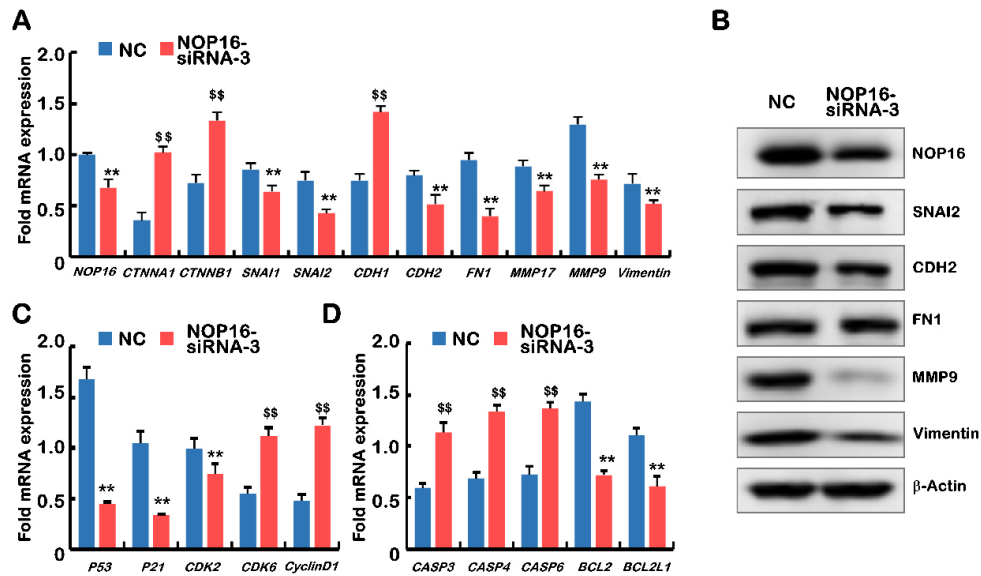 A
NC
NOP16-
siRNA-3
Fold mRNA expression
2.0
1.5
1.0
0.5
0
$$
$$
$$
**
**
**
**
**
**
**
**
NOP16 CTNNA1 CTNNB1 SNAI1 SNAI2 CDH1 CDH2 FN1 MMP17 MMP9 Vimentin
B
NC
NOP16-
siRNA-3
NOP16
SNAI2
CDH2
FN1
MMP9
Vimentin
β-Actin
C
NC
NOP16-
siRNA-3
Fold mRNA expression
2.0
1.5
1.0
0.5
0
**
**
**
$$
$$
P53 P21 CDK2 CDK6 CyclinD1
D
NC
NOP16-
siRNA-3
Fold mRNA expression
2.0
1.5
1.0
0.5
0
$$
$$
$$
**
**
CASP3 CASP4 CASP6 BCL2 BCL2L1